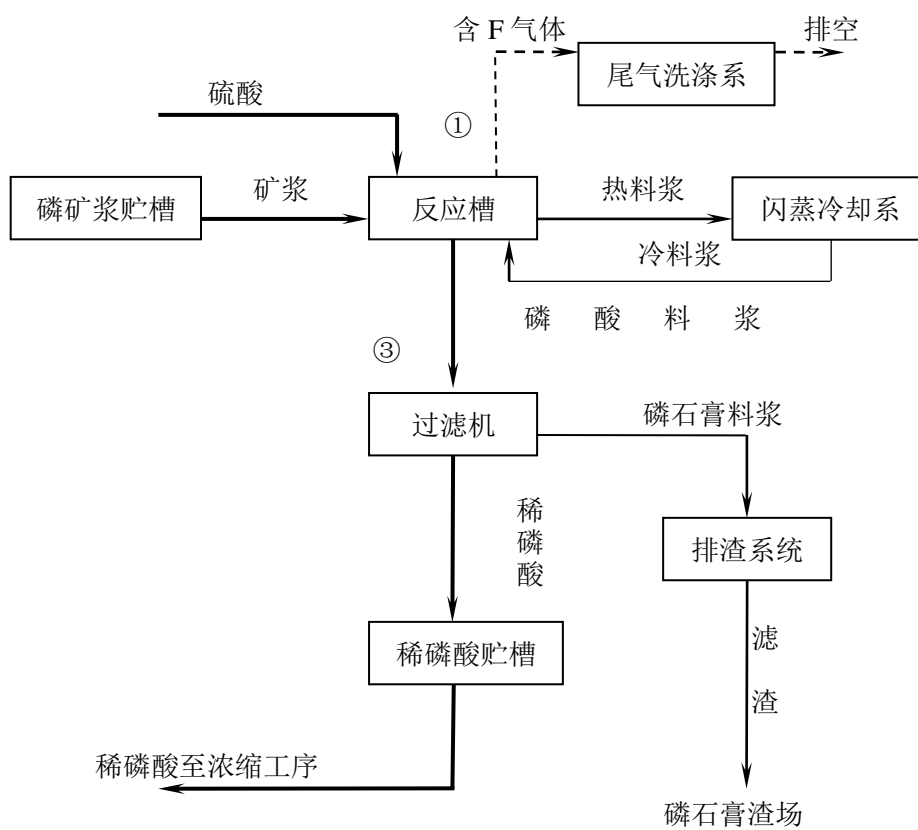 含 F 气体
排空
尾气洗涤系
硫酸
①
磷矿浆贮槽
矿浆
反应槽
热料浆
闪蒸冷却系
冷料浆
磷酸料浆
③
过滤机
磷石膏料浆
稀磷酸
排渣系统
稀磷酸贮槽
滤渣
稀磷酸至浓缩工序
磷石膏渣场